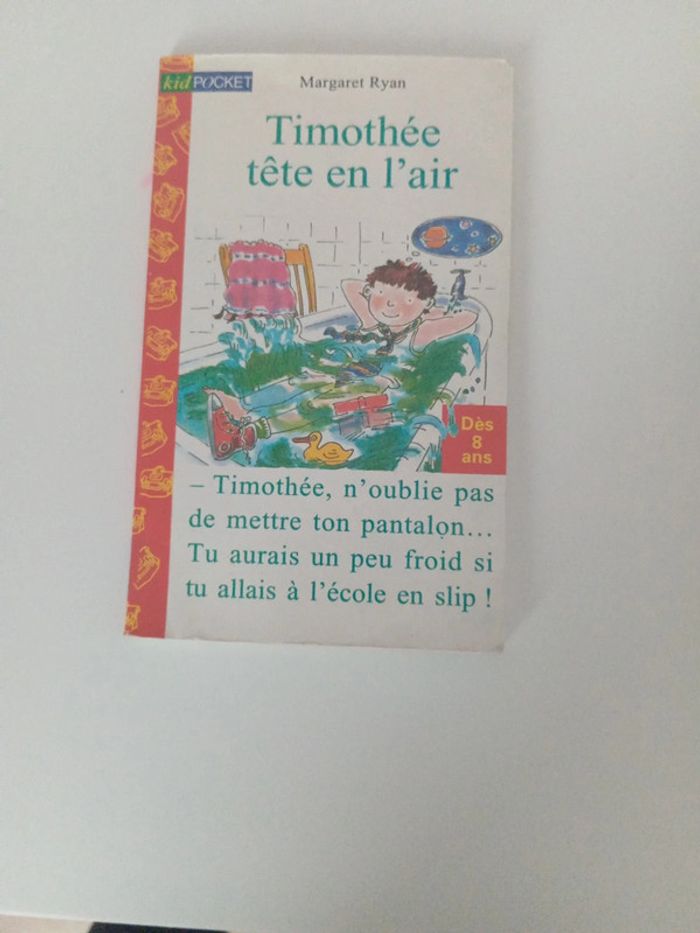 kid POCKET
Margaret Ryan
Timothée
tête en l'air
Dès
8
ans
– Timothée, n'oublie pas
de mettre ton pantalon...
Tu aurais un peu froid si
tu allais à l'école en slip !